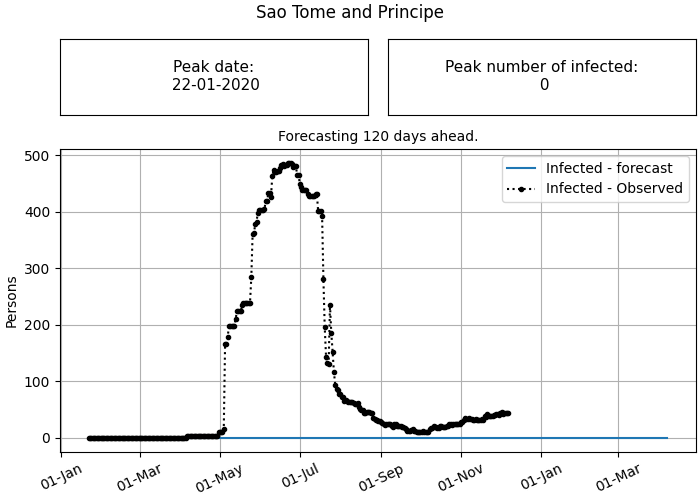 Sao Tome and Principe
Peak date:
22-01-2020
Peak number of infected:
0
Forecasting 120 days ahead.
Infected - forecast
Infected - Observed
Persons
500
400
300
200
100
0
01-Jan
01-Mar
01-May
01-Jul
01-Sep
01-Nov
01-Jan
01-Mar